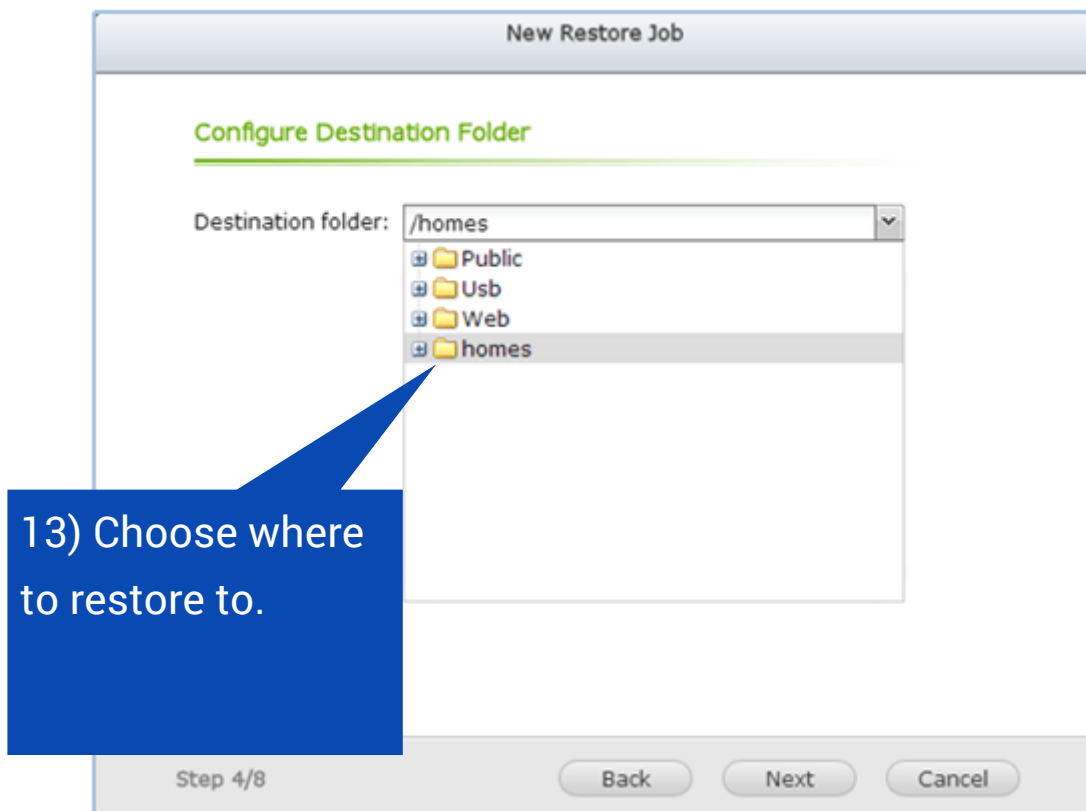 New Restore Job
Configure Destination Folder
Destination folder: /homes
Public
Usb
Web
homes
13) Choose where
to restore to.
Step 4/8 Back Next Cancel